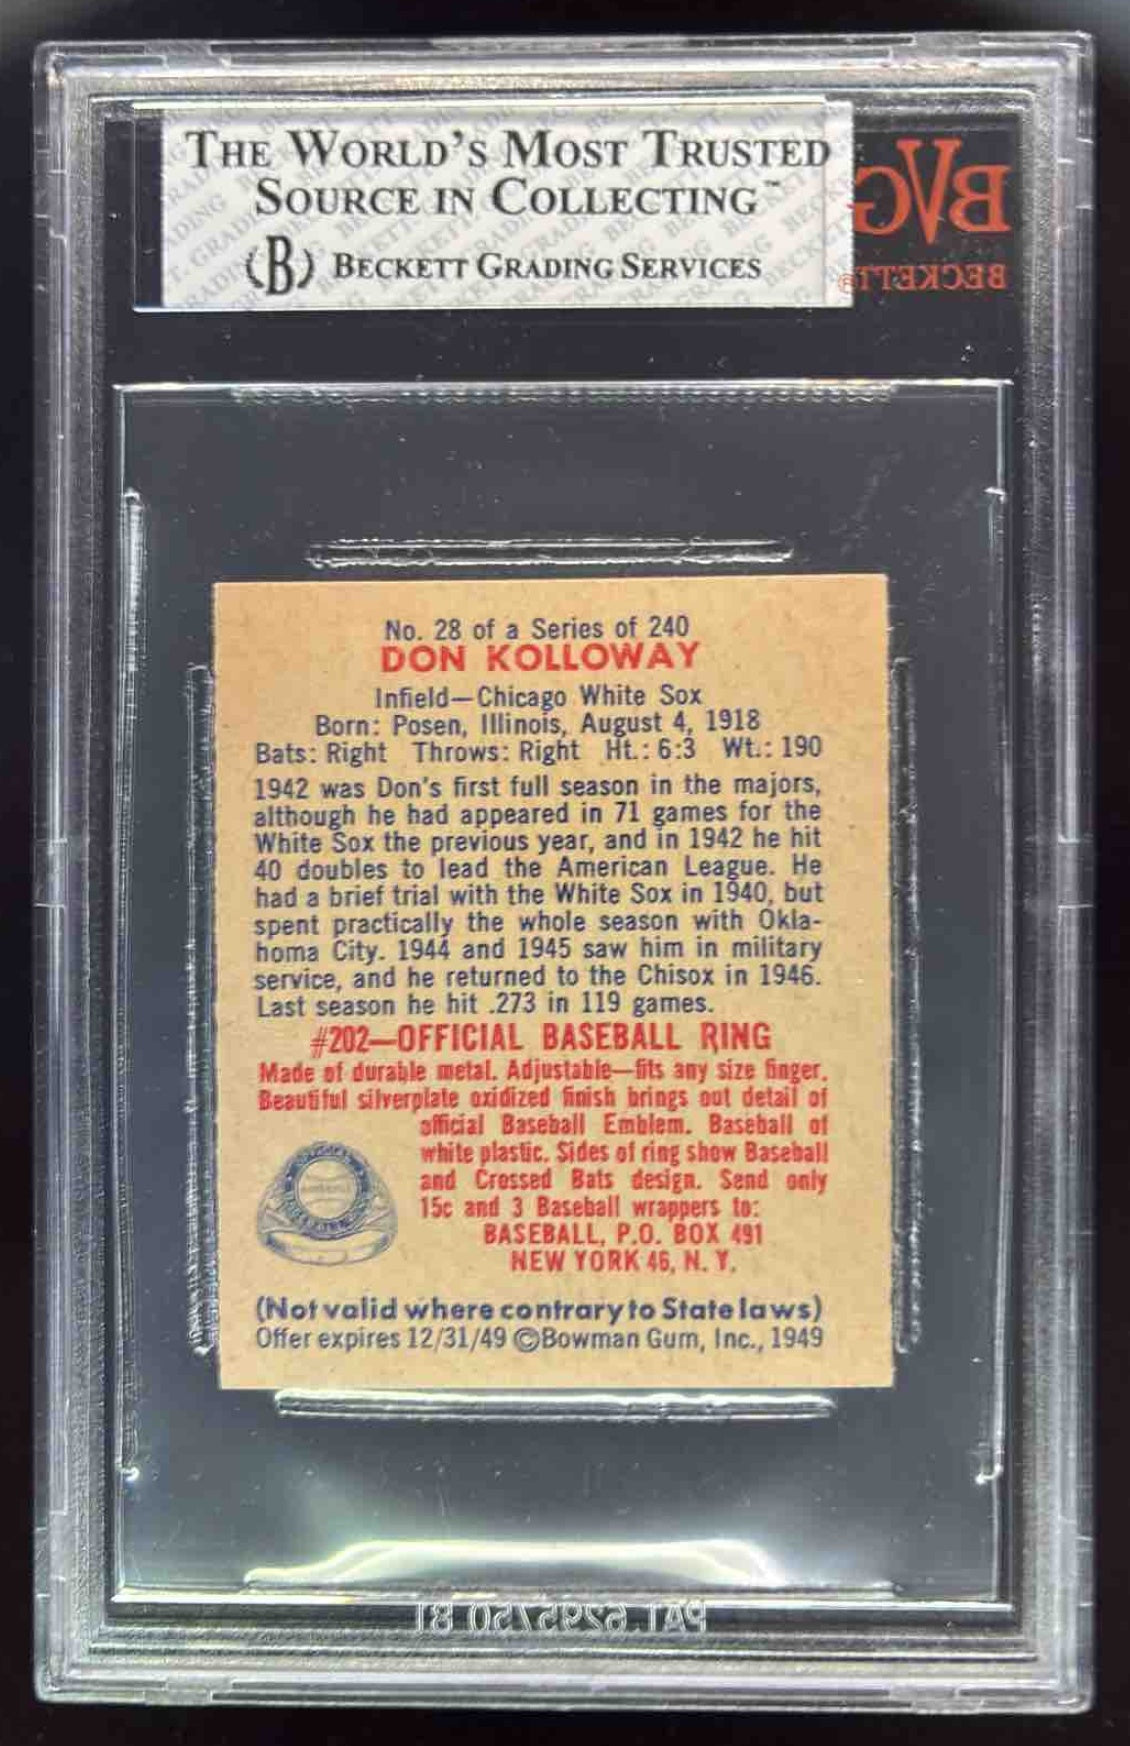 THE WORLD'S MOST TRUSTED
SOURCE IN COLLECTING™
(B) BECKETT GRADING SERVICES
BVG
BECKETT®
No. 28 of a Series of 240
DON KOLLOWAY
Infield—Chicago White Sox
Born: Posen, Illinois, August 4, 1918
Bats: Right Throws: Right Ht.: 6:3 Wt.: 190
1942 was Don's first full season in the majors,
although he had appeared in 71 games for the
White Sox the previous year, and in 1942 he hit
40 doubles to lead the American League. He
had a brief trial with the White Sox in 1940, but
spent practically the whole season with Okla-
homa City. 1944 and 1945 saw him in military
service, and he returned to the Chisox in 1946.
Last season he hit .273 in 119 games.
#202—OFFICIAL BASEBALL RING
Made of durable metal. Adjustable—fits any size finger.
Beautiful silverplate oxidized finish brings out detail of
official Baseball Emblem. Baseball of
white plastic. Sides of ring show Baseball
and Crossed Bats design. Send only
15c and 3 Baseball wrappers to:
BASEBALL, P.O. BOX 491
NEW YORK 46, N. Y.
(Not valid where contrary to State laws)
Offer expires 12/31/49 ©Bowman Gum, Inc., 1949